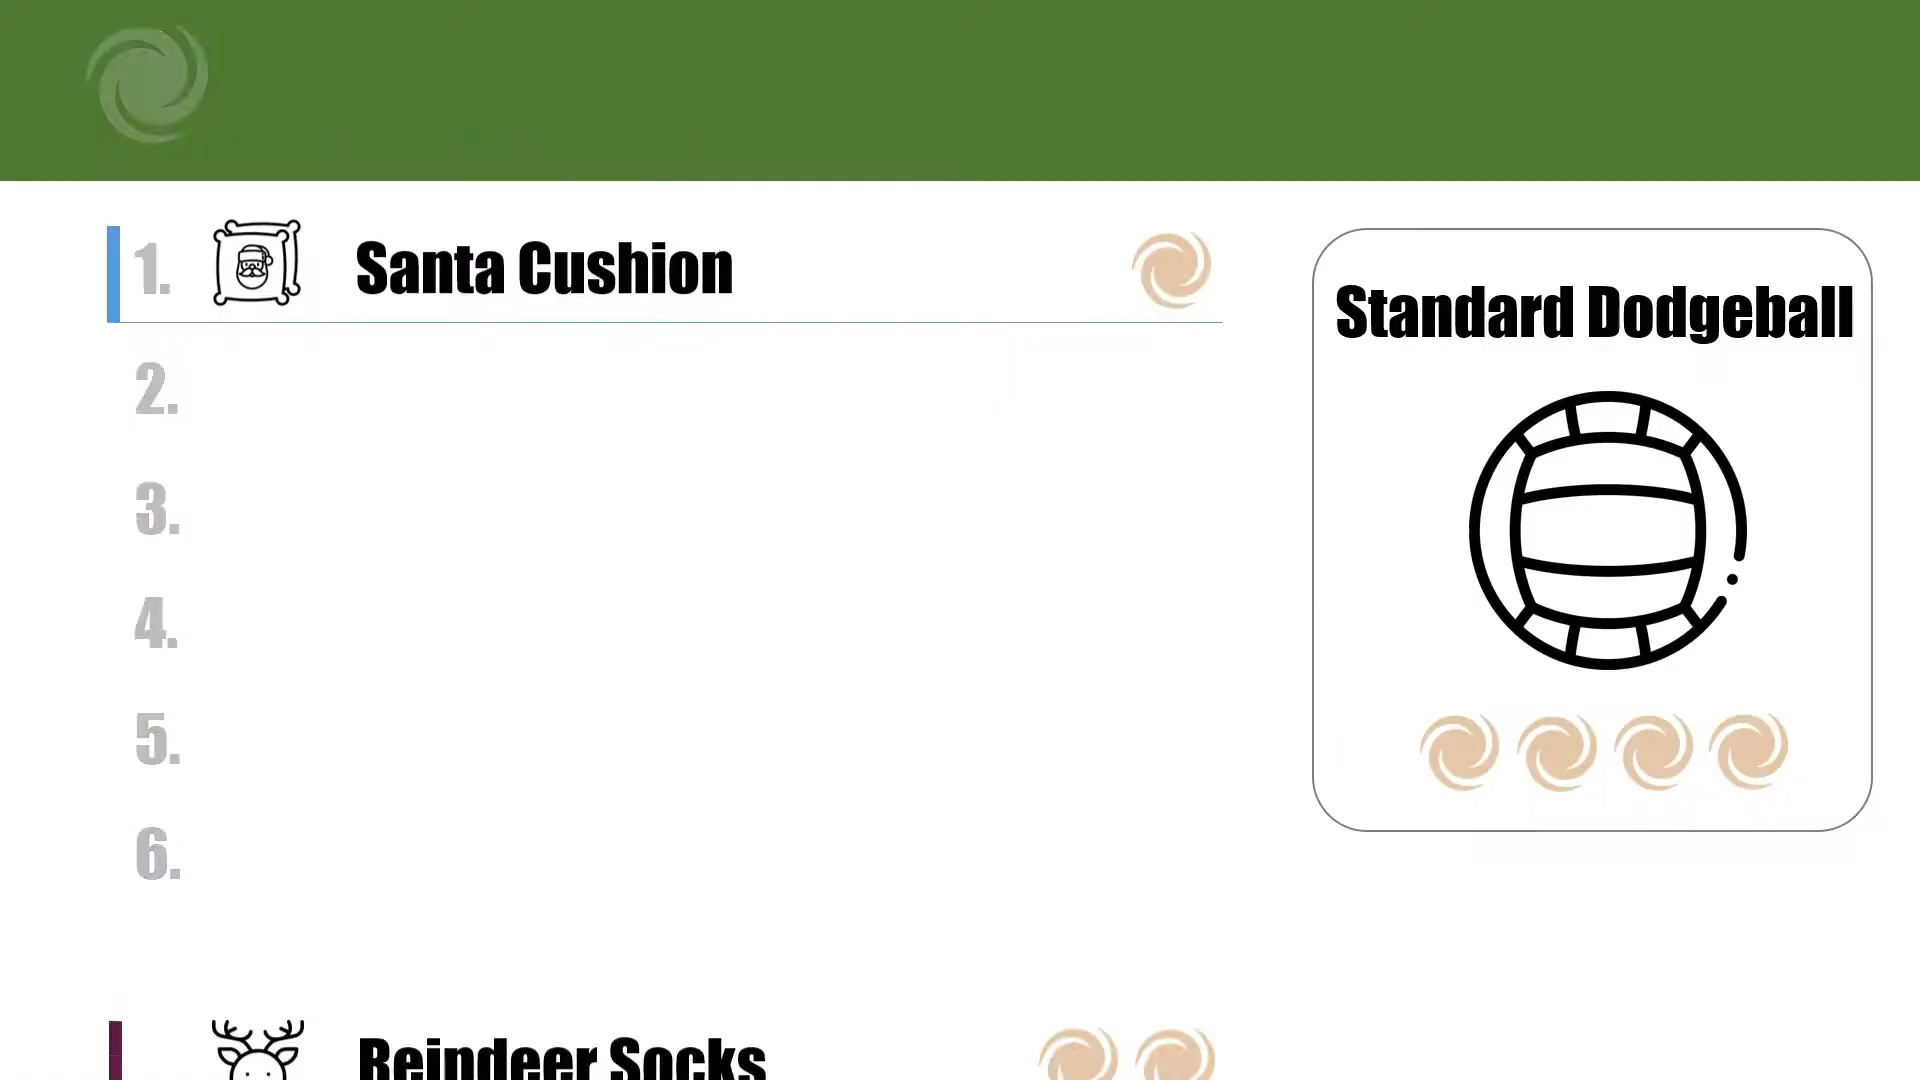 1. Santa Cushion
2.
3.
4.
5.
6.
Reindeer Socks
Standard Dodgeball